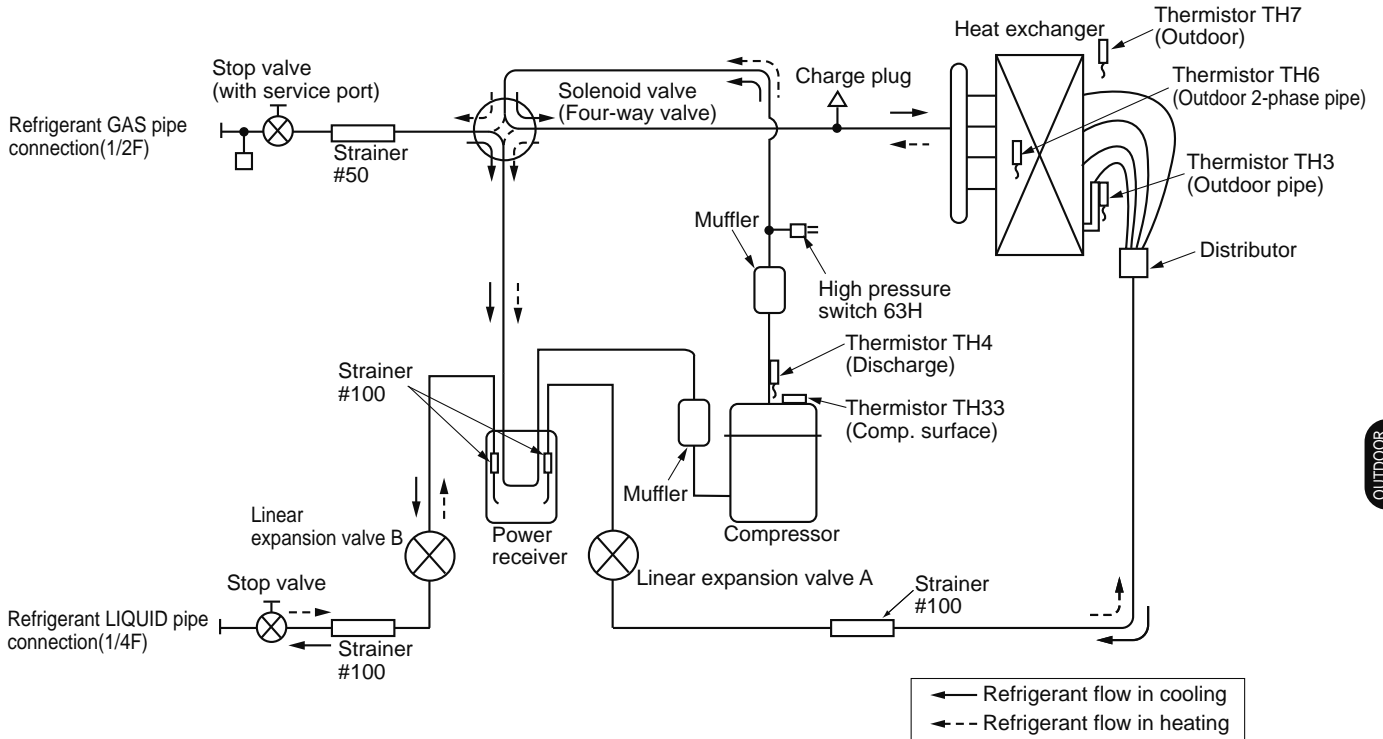 Heat exchanger
Thermistor TH7
(Outdoor)
Stop valve
(with service port)
Solenoid valve
(Four-way valve)
Charge plug
Thermistor TH6
(Outdoor 2-phase pipe)
Refrigerant GAS pipe
connection(1/2F)
Strainer
#50
Thermistor TH3
(Outdoor pipe)
Muffler
Distributor
High pressure
switch 63H
Thermistor TH4
(Discharge)
Strainer
#100
Thermistor TH33
(Comp. surface)
OUTDOOR
Muffler
Linear
expansion valve B
Power
receiver
Compressor
Linear expansion valve A
Stop valve
Strainer
#100
Refrigerant LIQUID pipe
connection(1/4F)
Strainer
#100
Refrigerant flow in cooling
Refrigerant flow in heating